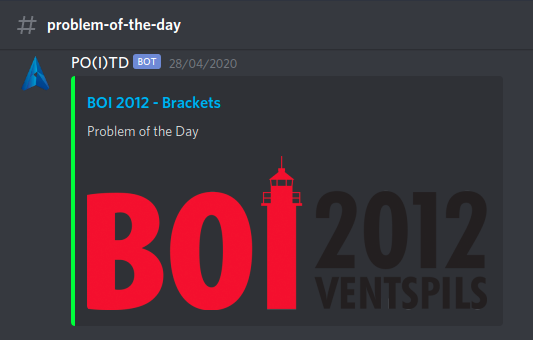 # problem-of-the-day
PO(I)TD BOT 28/04/2020
BOI 2012 - Brackets
Problem of the Day
BOI 2012
VENTSPILS